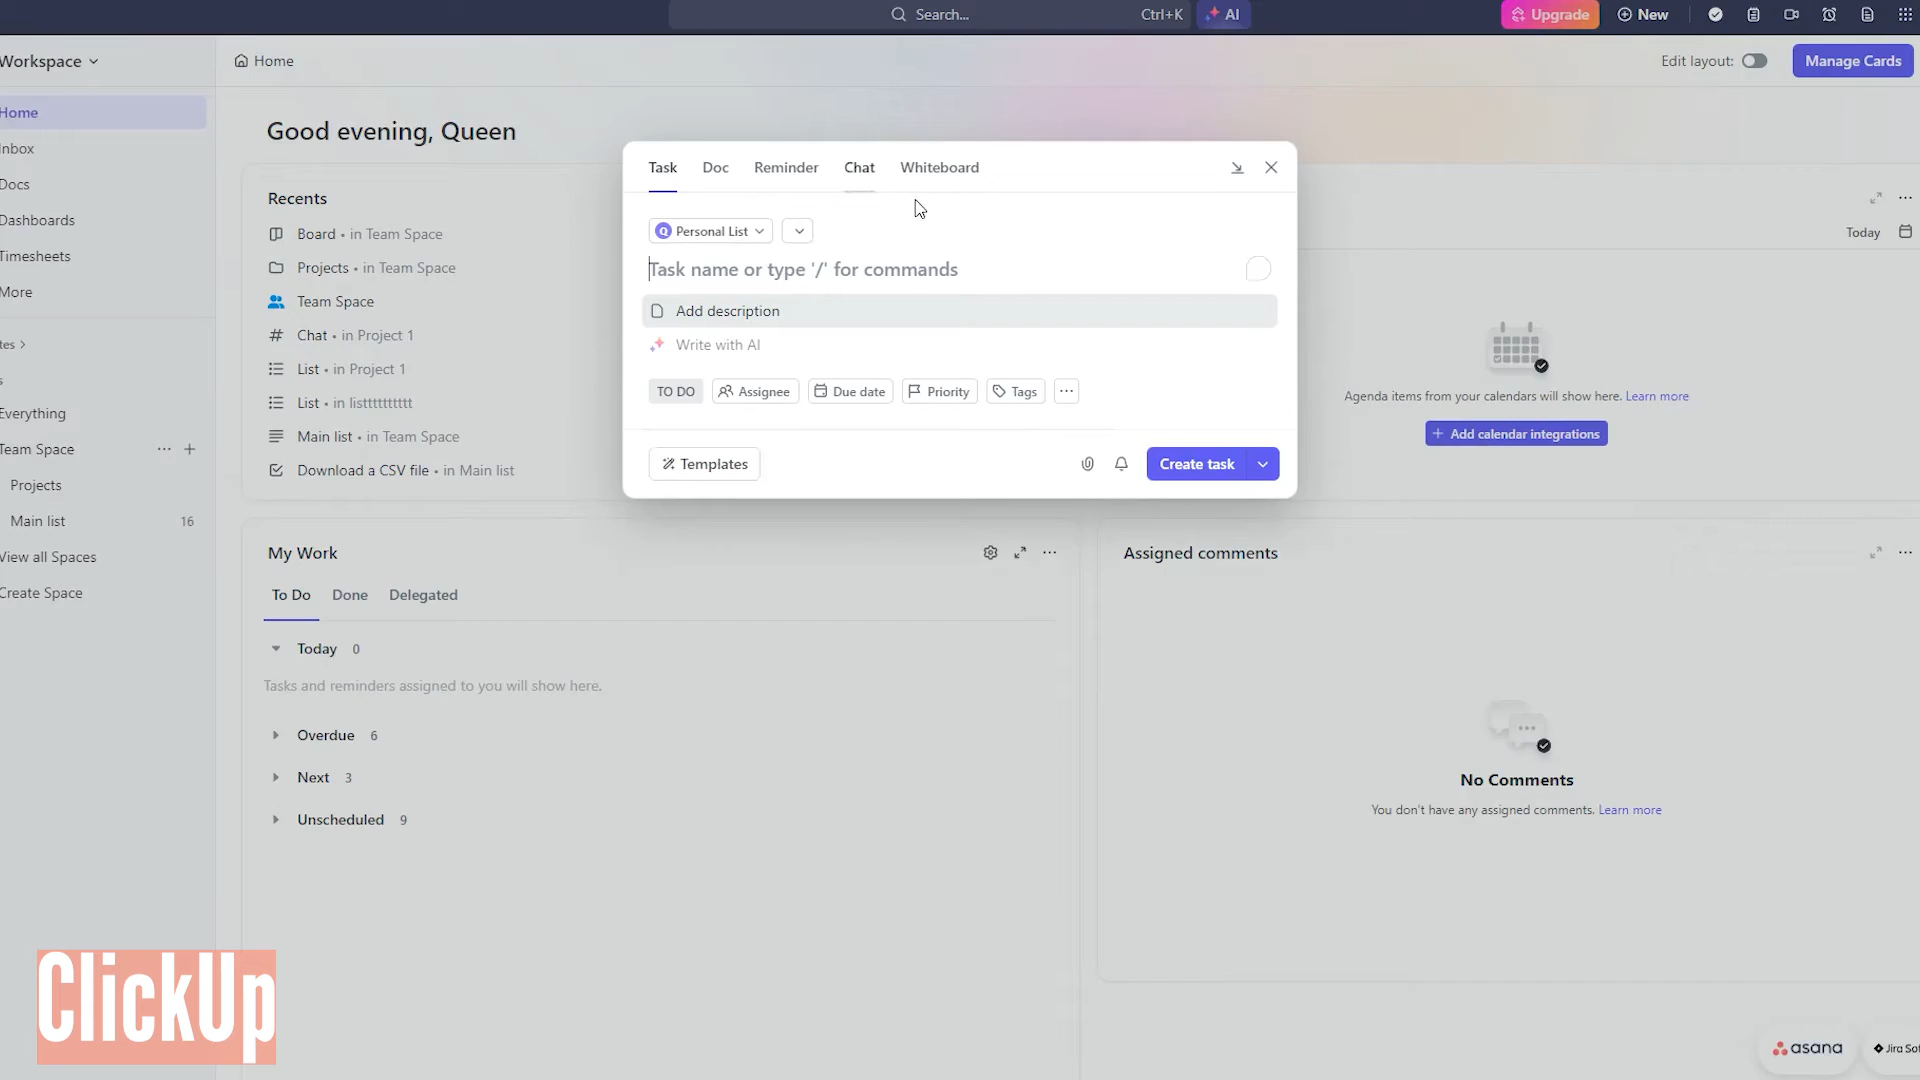 Search...
Ctrl+K
AI
Upgrade
New
Workspace
Home
Edit layout:
Manage Cards
Home
Inbox
Docs
Dashboards
Timesheets
More
Everything
Team Space
Projects
Main list 16
View all Spaces
Create Space
Good evening, Queen
Recents
Board • in Team Space
Projects • in Team Space
Team Space
Chat • in Project 1
List • in Project 1
List • in listttttttttt
Main list • in Team Space
Download a CSV file • in Main list
Task Doc Reminder Chat Whiteboard
Q Personal List
Task name or type '/' for commands
Add description
Write with AI
TO DO Assignee Due date Priority Tags
Templates
Create task
Today
Agenda items from your calendars will show here. Learn more
+ Add calendar integrations
My Work
To Do Done Delegated
Today 0
Tasks and reminders assigned to you will show here.
Overdue 6
Next 3
Unscheduled 9
Assigned comments
No Comments
You don't have any assigned comments. Learn more
ClickUp
asana
Jira